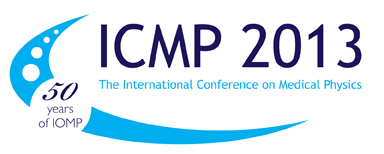 ICMP 2013
The International Conference on Medical Physics
50
years
of IOMP